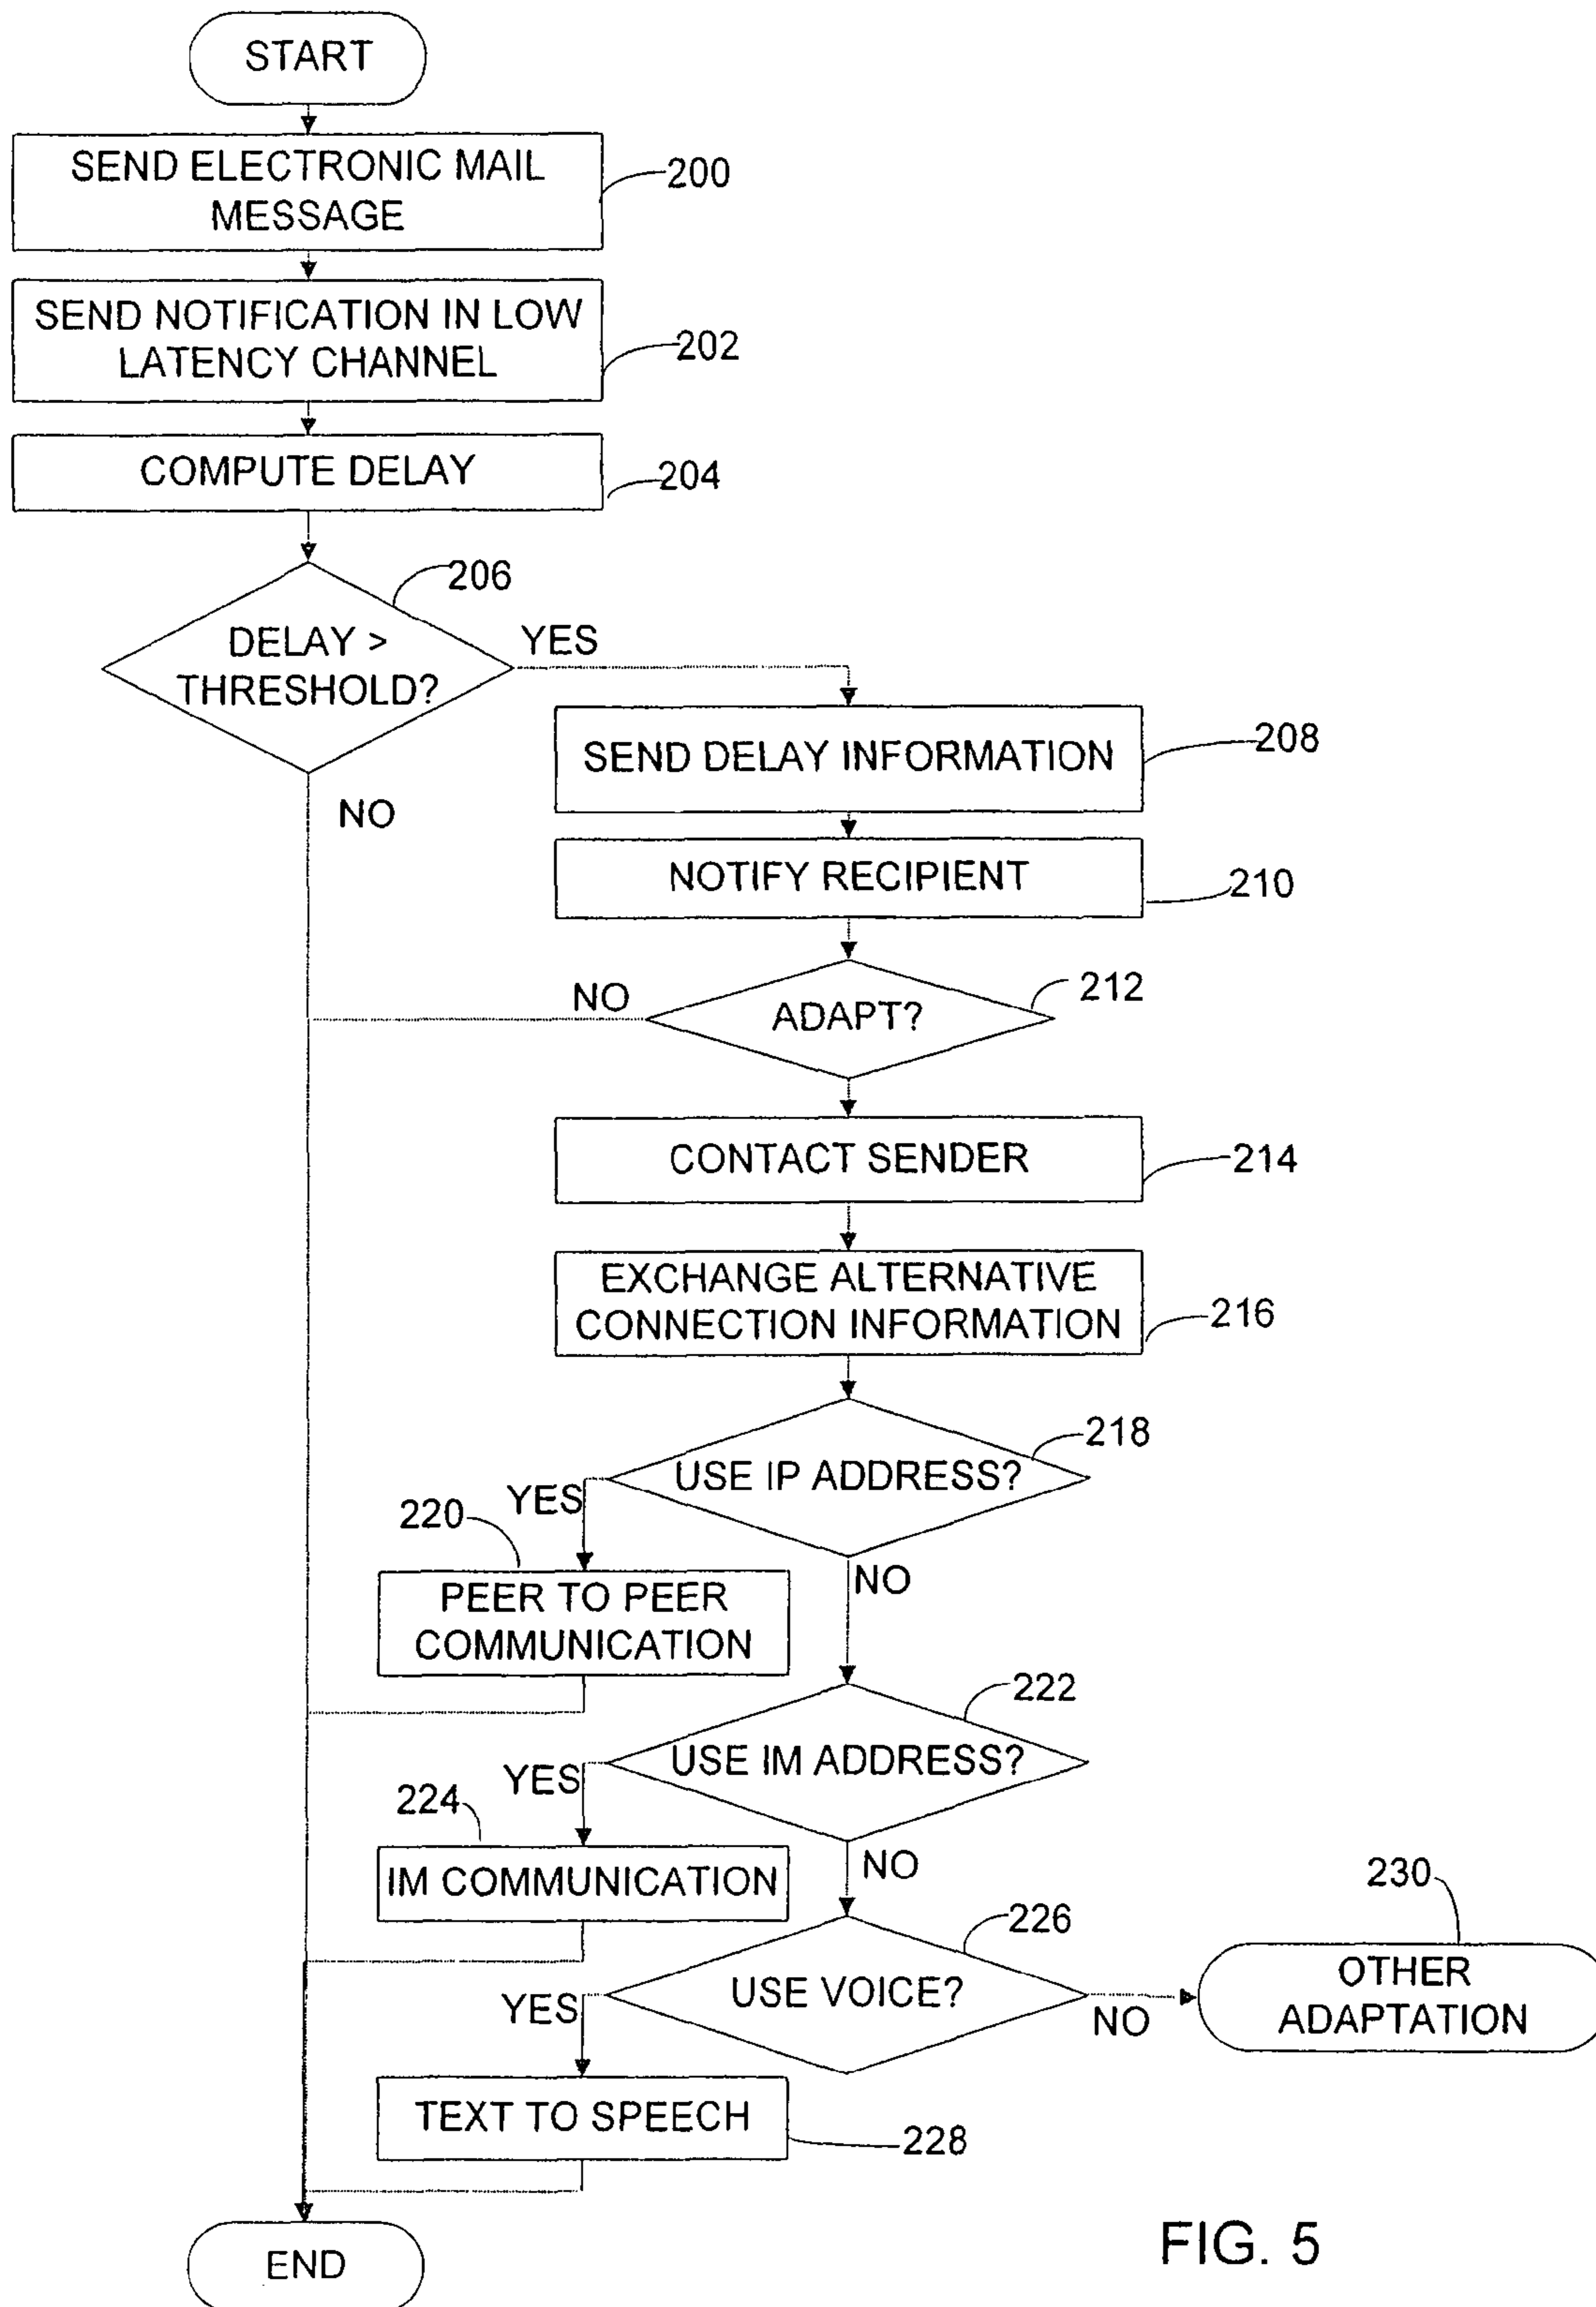 START
SEND ELECTRONIC MAIL
MESSAGE
200
SEND NOTIFICATION IN LOW
LATENCY CHANNEL
202
COMPUTE DELAY
204
206
DELAY >
THRESHOLD?
YES
NO
SEND DELAY INFORMATION
208
NOTIFY RECIPIENT
210
ADAPT?
212
NO
CONTACT SENDER
214
EXCHANGE ALTERNATIVE
CONNECTION INFORMATION
216
USE IP ADDRESS?
218
YES
NO
220
PEER TO PEER
COMMUNICATION
USE IM ADDRESS?
222
YES
NO
224
IM COMMUNICATION
USE VOICE?
226
YES
NO
230
OTHER
ADAPTATION
TEXT TO SPEECH
228
END
FIG. 5